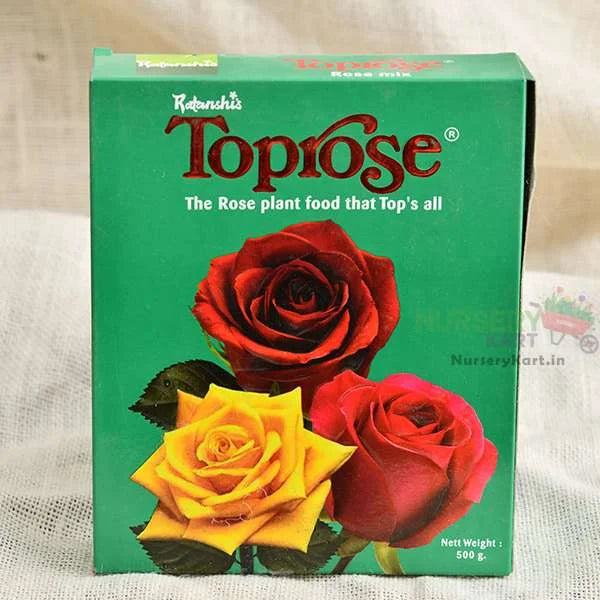 Ratanshi's
Toprose
Rose mix
Ratanshi's
Toprose®
The Rose plant food that Top's all
NURSERY
KART
NurseryKart.in
Nett Weight :
500 g.